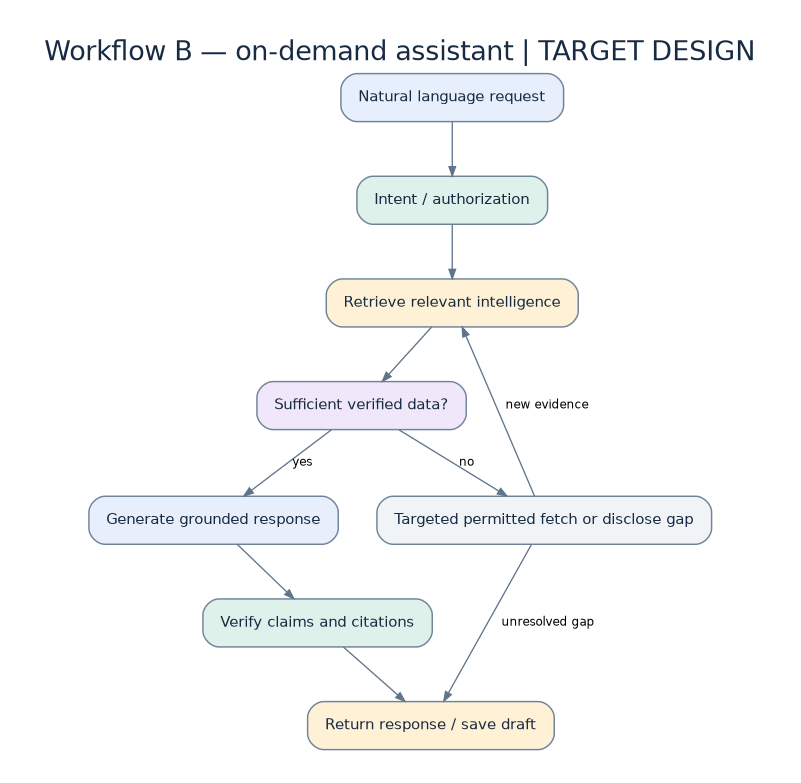 Workflow B — on-demand assistant | TARGET DESIGN
Natural language request
Intent / authorization
Retrieve relevant intelligence
Sufficient verified data?
new evidence
yes
no
Generate grounded response
Targeted permitted fetch or disclose gap
Verify claims and citations
unresolved gap
Return response / save draft